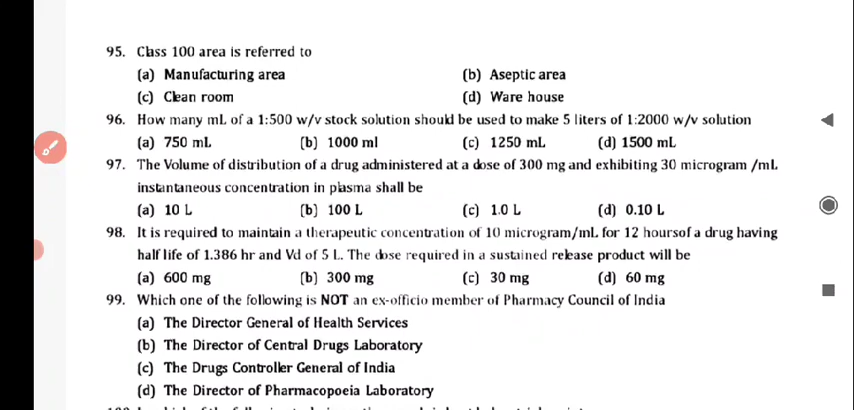 95. Class 100 area is referred to
(a) Manufacturing area (b) Aseptic area
(c) Clean room (d) Ware house
96. How many mL of a 1:500 w/v stock solution should be used to make 5 liters of 1:2000 w/v solution
(a) 750 mL (b) 1000 ml (c) 1250 mL (d) 1500 mL
97. The Volume of distribution of a drug administered at a dose of 300 mg and exhibiting 30 microgram /mL
instantaneous concentration in plasma shall be
(a) 10 L (b) 100 L (c) 1.0 L (d) 0.10 L
98. It is required to maintain a therapeutic concentration of 10 microgram/mL for 12 hoursof a drug having
half life of 1.386 hr and Vd of 5 L. The dose required in a sustained release product will be
(a) 600 mg (b) 300 mg (c) 30 mg (d) 60 mg
99. Which one of the following is NOT an ex-officio member of Pharmacy Council of India
(a) The Director General of Health Services
(b) The Director of Central Drugs Laboratory
(c) The Drugs Controller General of India
(d) The Director of Pharmacopoeia Laboratory